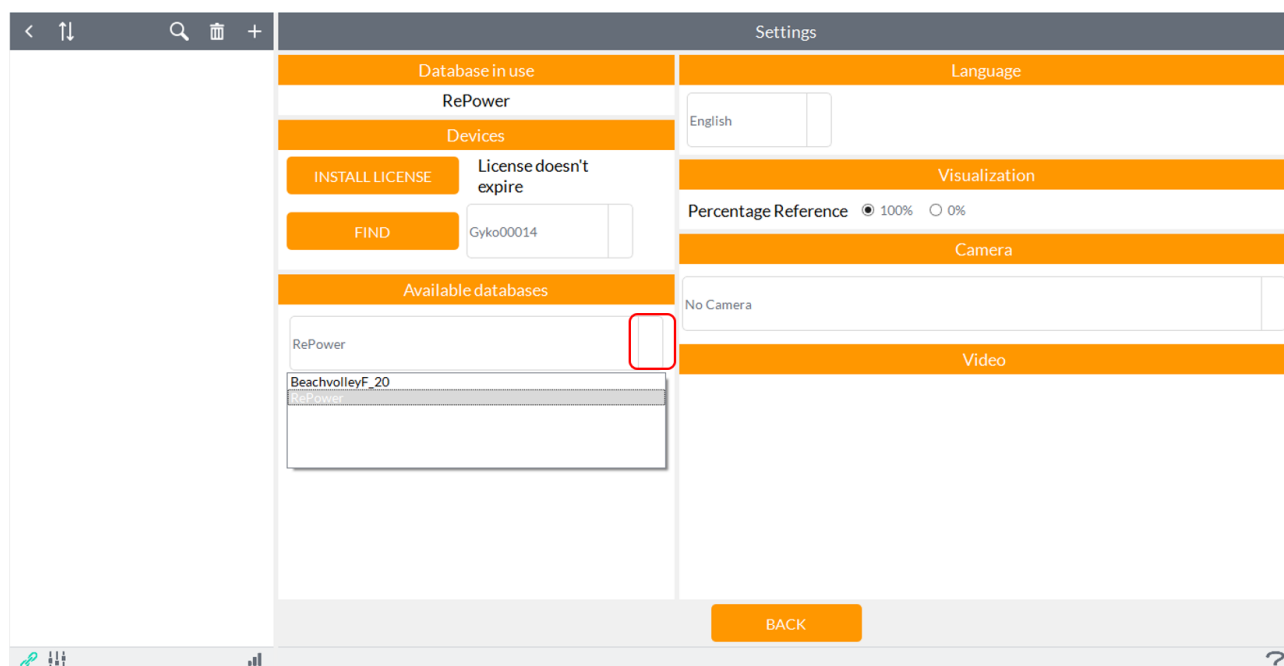 Settings
Database in use
RePower
Devices
INSTALL LICENSE
License doesn't
expire
FIND
Gyko00014
Available databases
RePower
BeachvolleyF_20
RePower
Language
English
Visualization
Percentage Reference 100% 0%
Camera
No Camera
Video
BACK